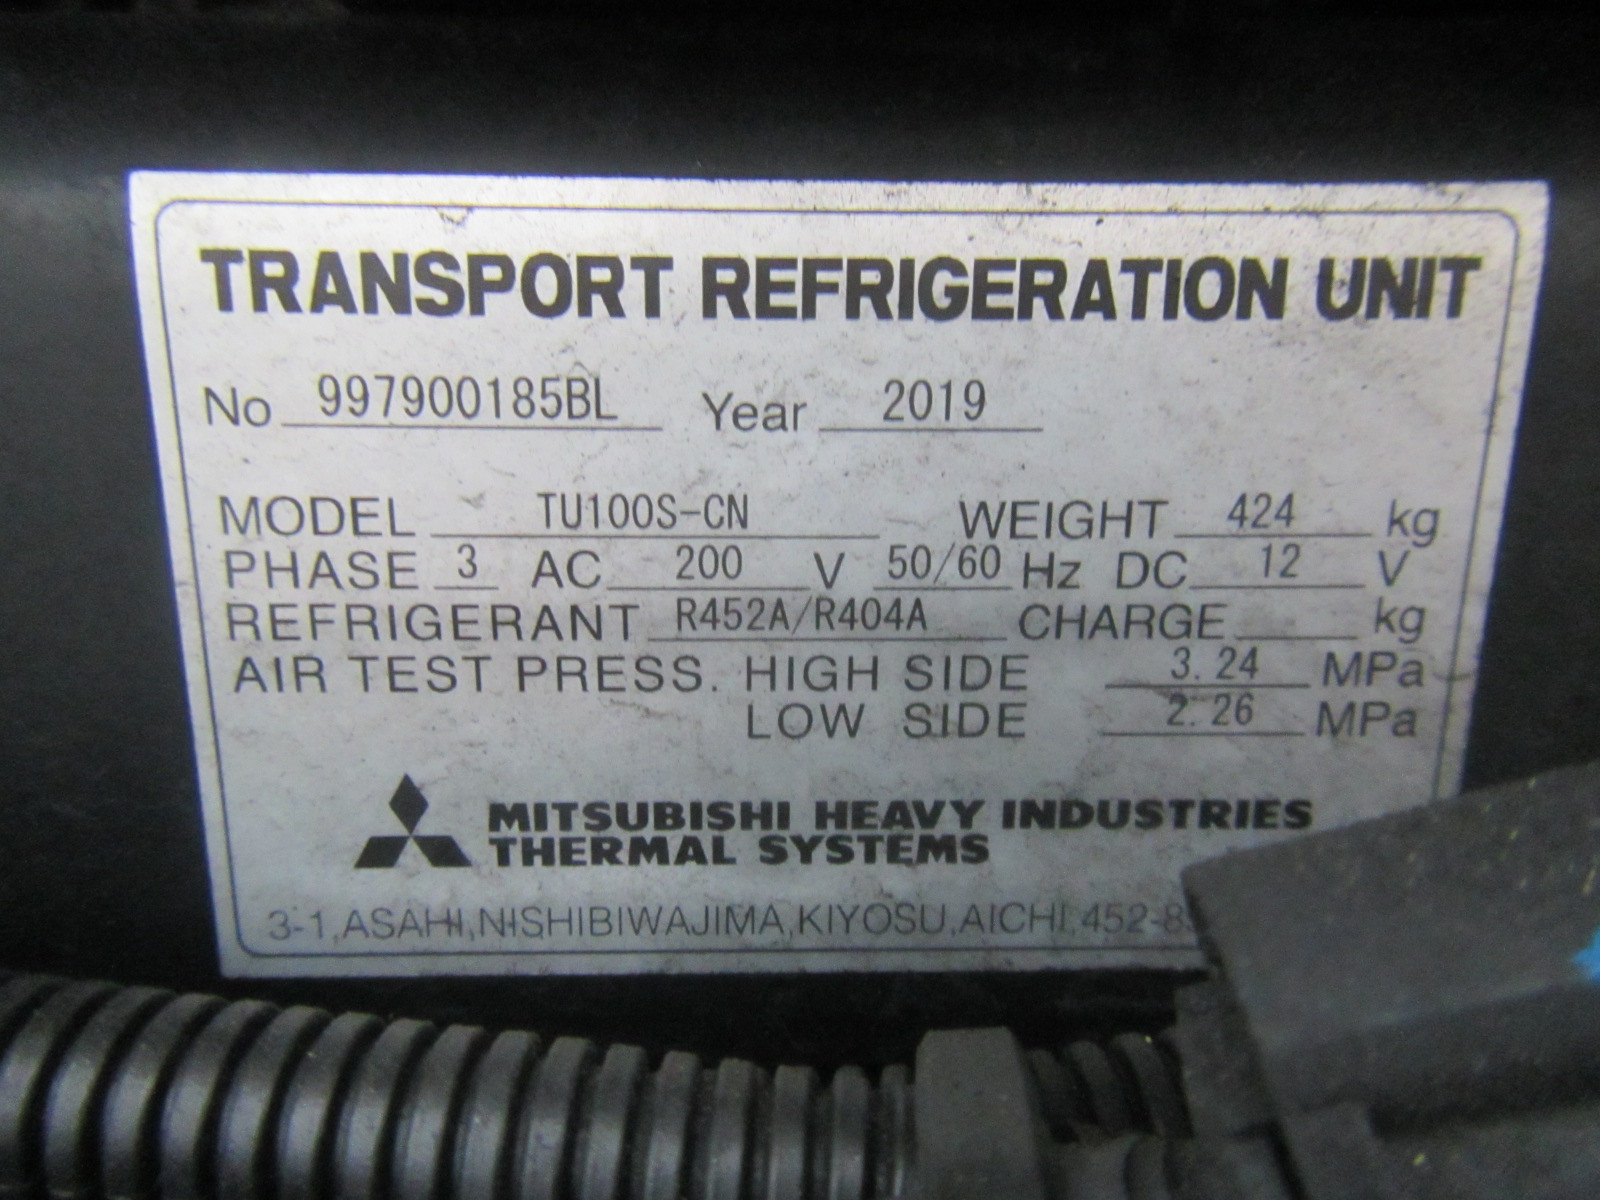 TRANSPORT REFRIGERATION UNIT
No 997900185BL Year 2019
MODEL TU100S-CN WEIGHT 424 kg
PHASE 3 AC 200 V 50/60 Hz DC 12 V
REFRIGERANT R452A/R404A CHARGE kg
AIR TEST PRESS. HIGH SIDE 3.24 MPa
LOW SIDE 2.26 MPa
MITSUBISHI HEAVY INDUSTRIES
THERMAL SYSTEMS
3-1,ASAHI,NISHIBIWAJIMA,KIYOSU,AICHI,452-8